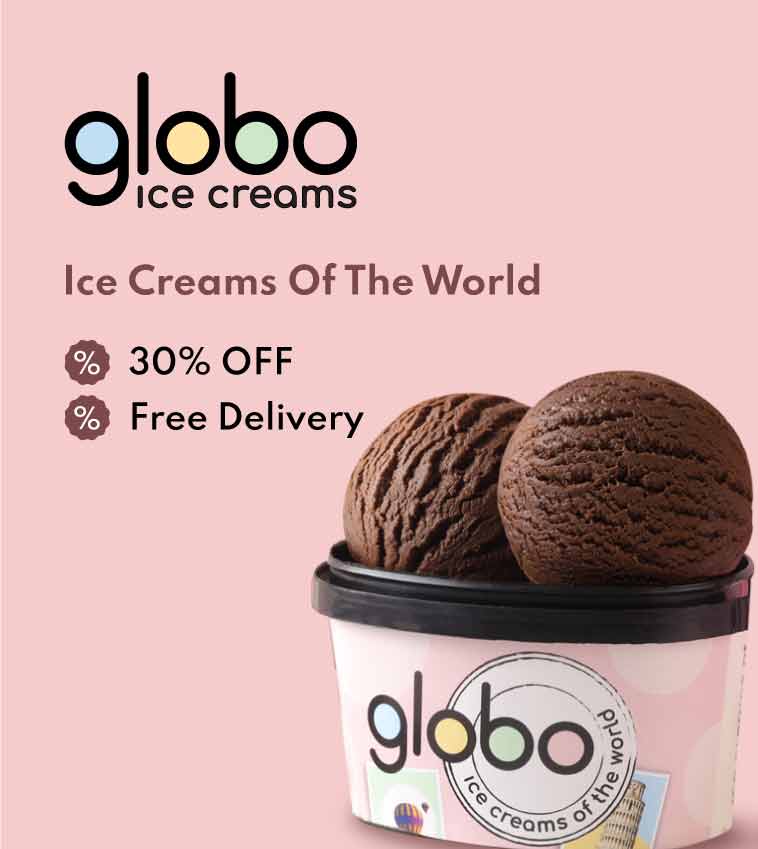 globo
ice creams
Ice Creams Of The World
% 30% OFF
% Free Delivery
globo
ice creams of the world